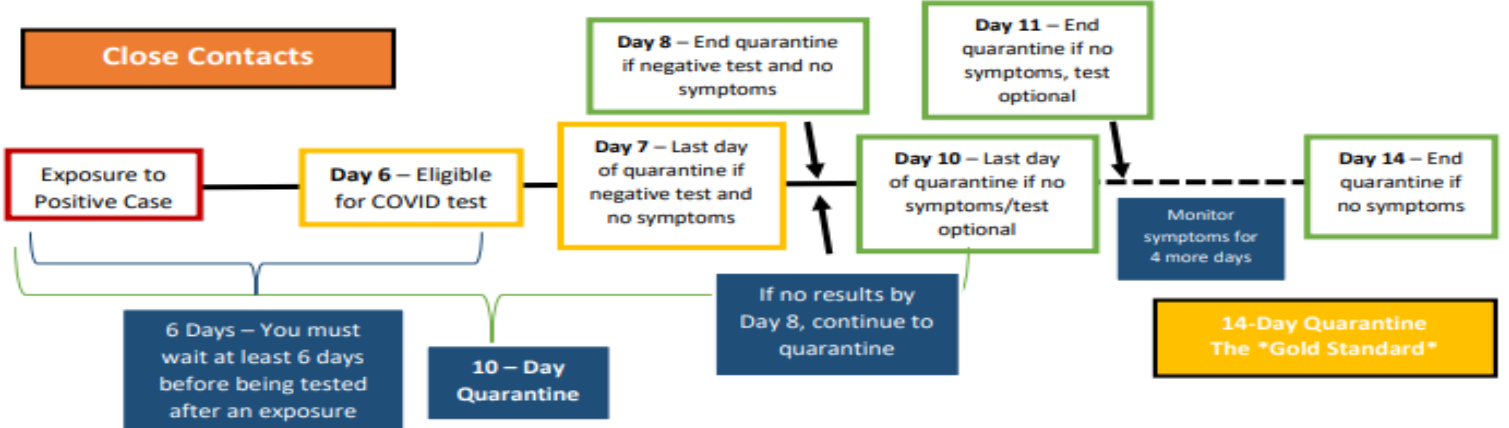 Close Contacts
Day 8 – End quarantine
if negative test and no
symptoms
Day 11 – End
quarantine if no
symptoms, test
optional
Exposure to
Positive Case
Day 6 – Eligible
for COVID test
Day 7 – Last day
of quarantine if
negative test and
no symptoms
Day 10 – Last day
of quarantine if no
symptoms/test
optional
Day 14 – End
quarantine if
no symptoms
Monitor
symptoms for
4 more days
6 Days – You must
wait at least 6 days
before being tested
after an exposure
10 – Day
Quarantine
If no results by
Day 8, continue to
quarantine
14-Day Quarantine
The *Gold Standard*